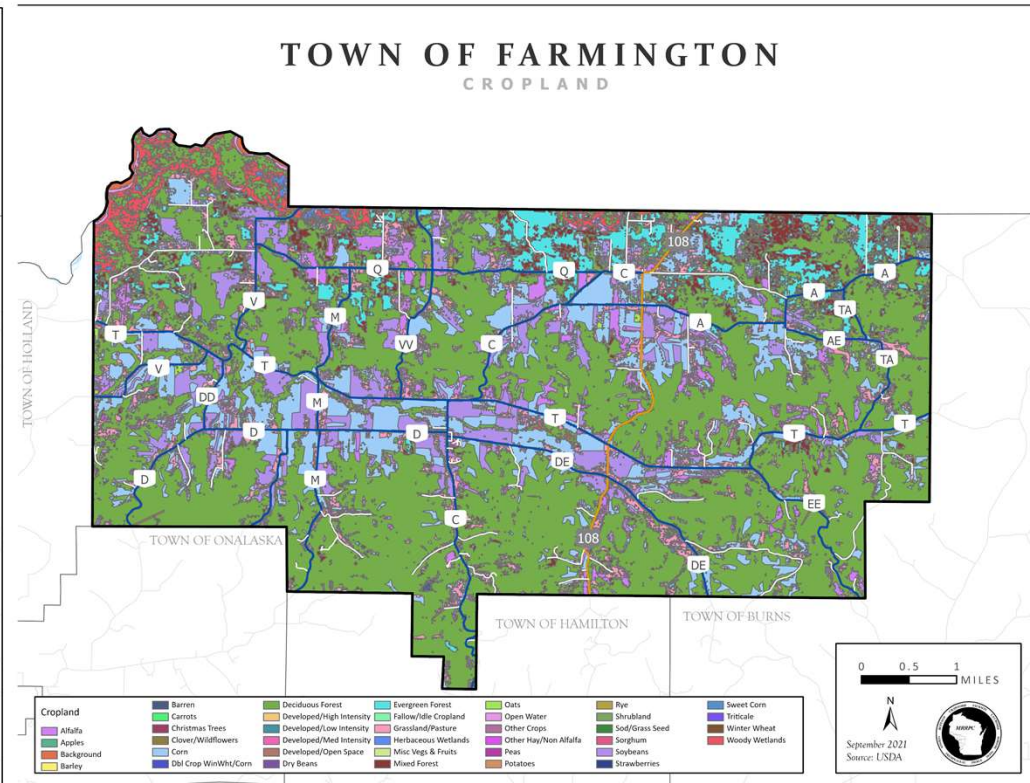 TOWN OF FARMINGTON
CROPLAND
108
Q
Q
C
A
V
A
TA
M
A
T
VV
C
AE
TA
V
T
DD
M
T
T
T
D
D
DE
D
M
EE
C
108
DE
TOWN OF HOLLAND
TOWN OF ONALASKA
TOWN OF HAMILTON
TOWN OF BURNS
Cropland
Alfalfa
Apples
Background
Barley
Barren
Carrots
Christmas Trees
Clover/Wildflowers
Corn
Dbl Crop WinWht/Corn
Deciduous Forest
Developed/High Intensity
Developed/Low Intensity
Developed/Med Intensity
Developed/Open Space
Dry Beans
Evergreen Forest
Fallow/Idle Cropland
Grassland/Pasture
Herbaceous Wetlands
Misc Vegs & Fruits
Mixed Forest
Oats
Open Water
Other Crops
Other Hay/Non Alfalfa
Peas
Potatoes
Rye
Shrubland
Sod/Grass Seed
Sorghum
Soybeans
Strawberries
Sweet Corn
Triticale
Winter Wheat
Woody Wetlands
0 0.5 1
MILES
N
September 2021
Source: USDA
MRRPC